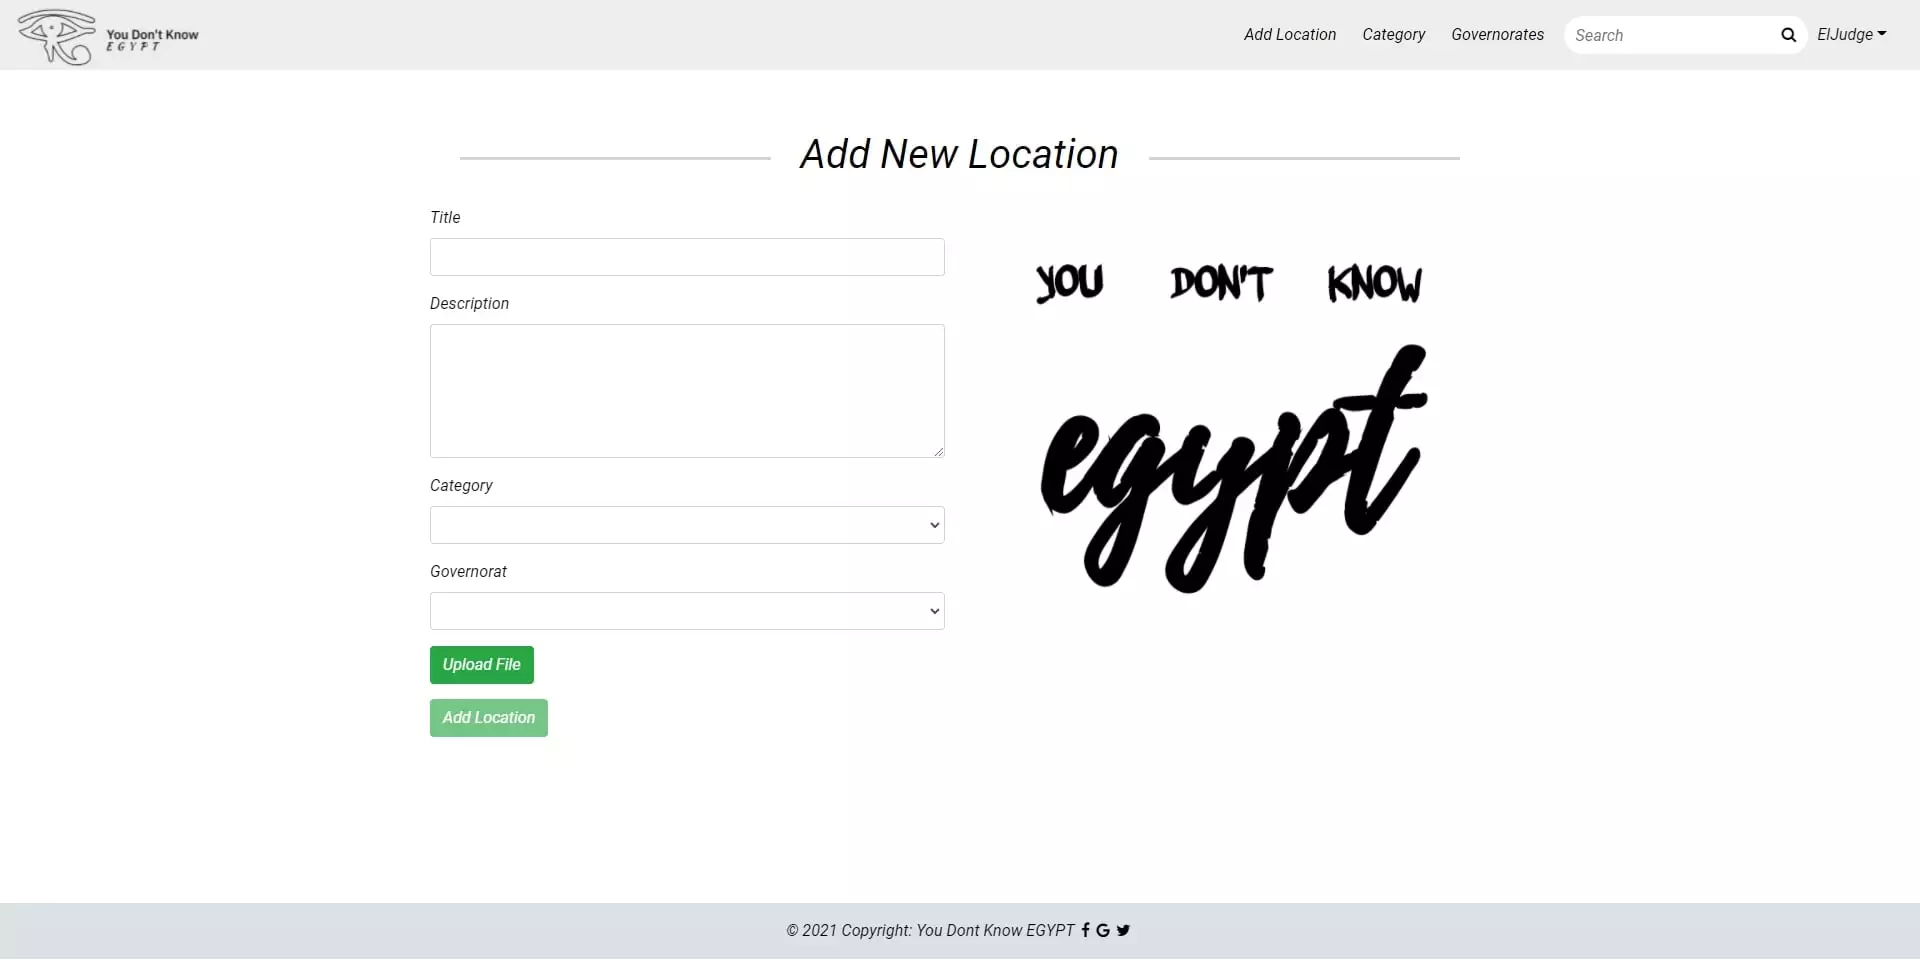 You Don't Know
EGYPT
Add Location
Category
Governorates
Search
ElJudge
Add New Location
Title
Description
Category
Governorat
Upload File
Add Location
YOU DON'T KNOW
egypt
© 2021 Copyright: You Dont Know EGYPT